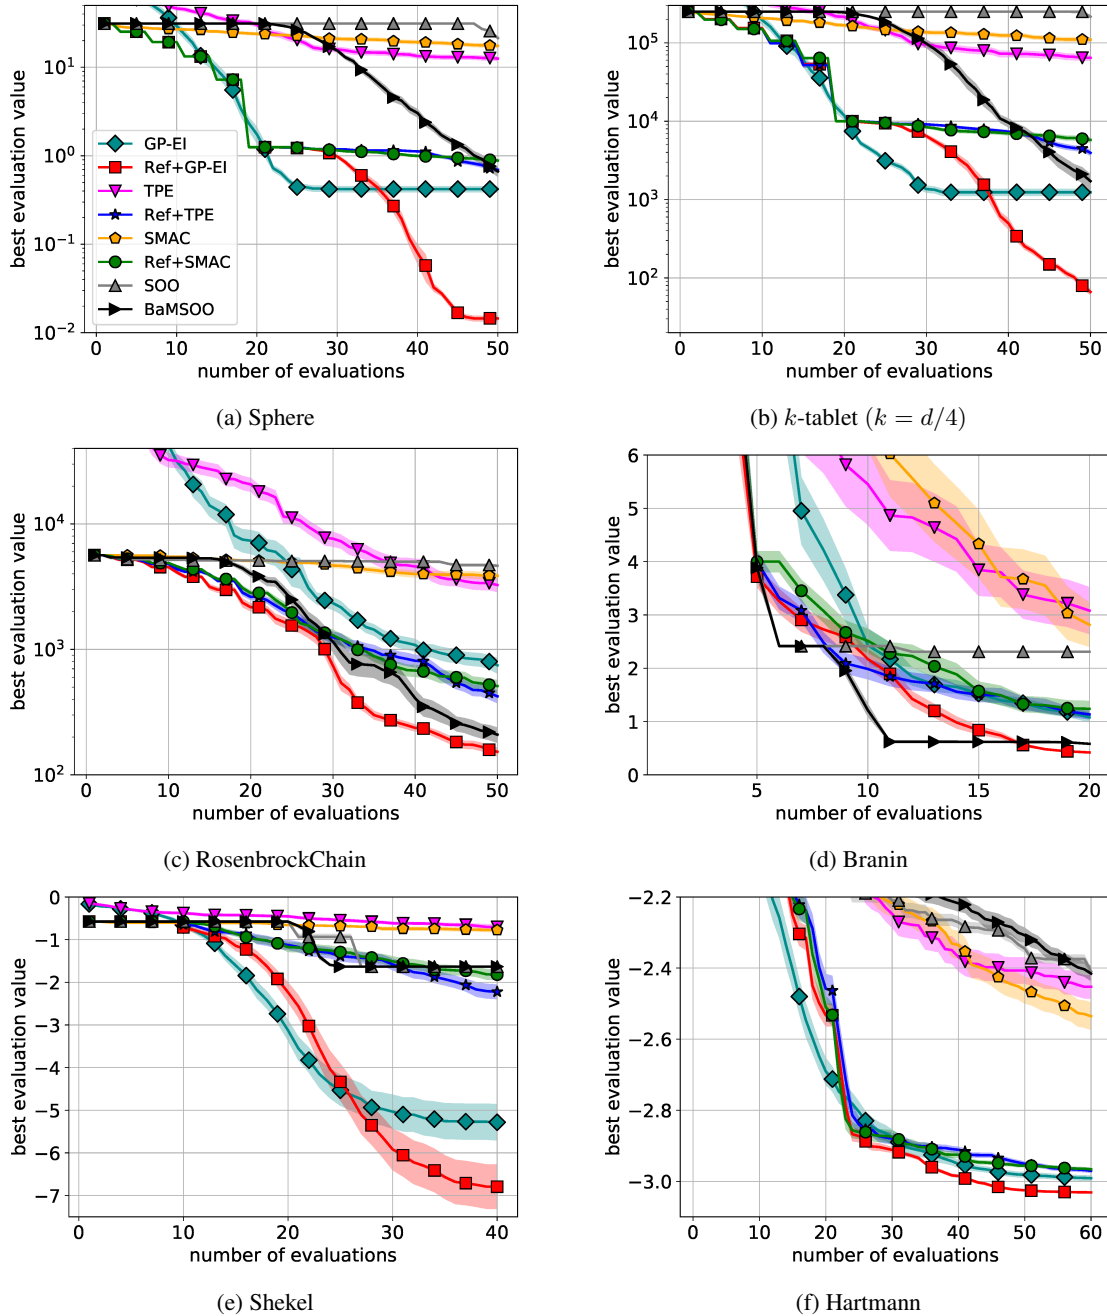 10^1
10^0
10^−1
10^−2
best evaluation value
GP-EI
Ref+GP-EI
TPE
Ref+TPE
SMAC
Ref+SMAC
SOO
BaMSOO
0 10 20 30 40 50
number of evaluations
(a) Sphere
10^5
10^4
10^3
10^2
best evaluation value
0 10 20 30 40 50
number of evaluations
(b) k-tablet (k = d/4)
10^4
10^3
10^2
best evaluation value
0 10 20 30 40 50
number of evaluations
(c) RosenbrockChain
6
5
4
3
2
1
0
best evaluation value
5 10 15 20
number of evaluations
(d) Branin
0
−1
−2
−3
−4
−5
−6
−7
best evaluation value
0 10 20 30 40
number of evaluations
(e) Shekel
−2.2
−2.4
−2.6
−2.8
−3.0
best evaluation value
0 10 20 30 40 50 60
number of evaluations
(f) Hartmann